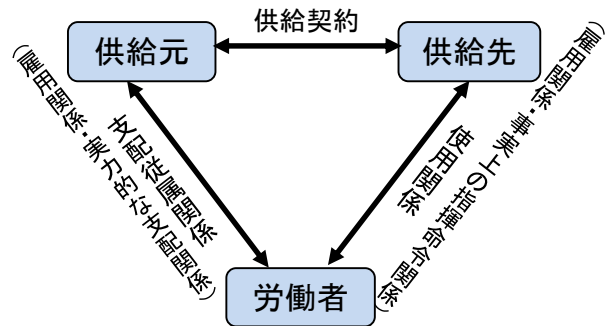 供給契約
供給元
供給先
支配従属関係
(雇用関係・実力的な支配関係)
使用関係
(雇用関係・事実上の指揮命令関係)
労働者